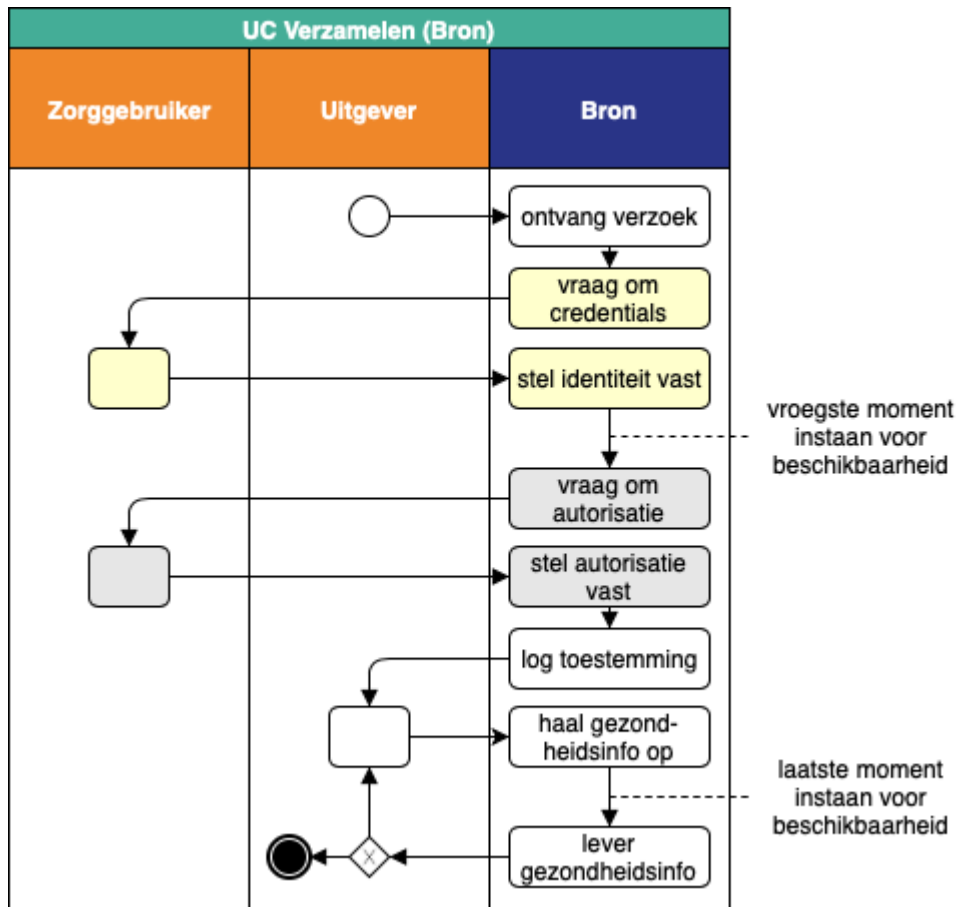 UC Verzamelen (Bron)
Zorggebruiker
Uitgever
Bron
ontvang verzoek
vraag om
credentials
stel identiteit vast
vroegste moment
instaan voor
beschikbaarheid
vraag om
autorisatie
stel autorisatie
vast
log toestemming
haal gezond-
heidsinfo op
laatste moment
instaan voor
beschikbaarheid
lever
gezondheidsinfo
X